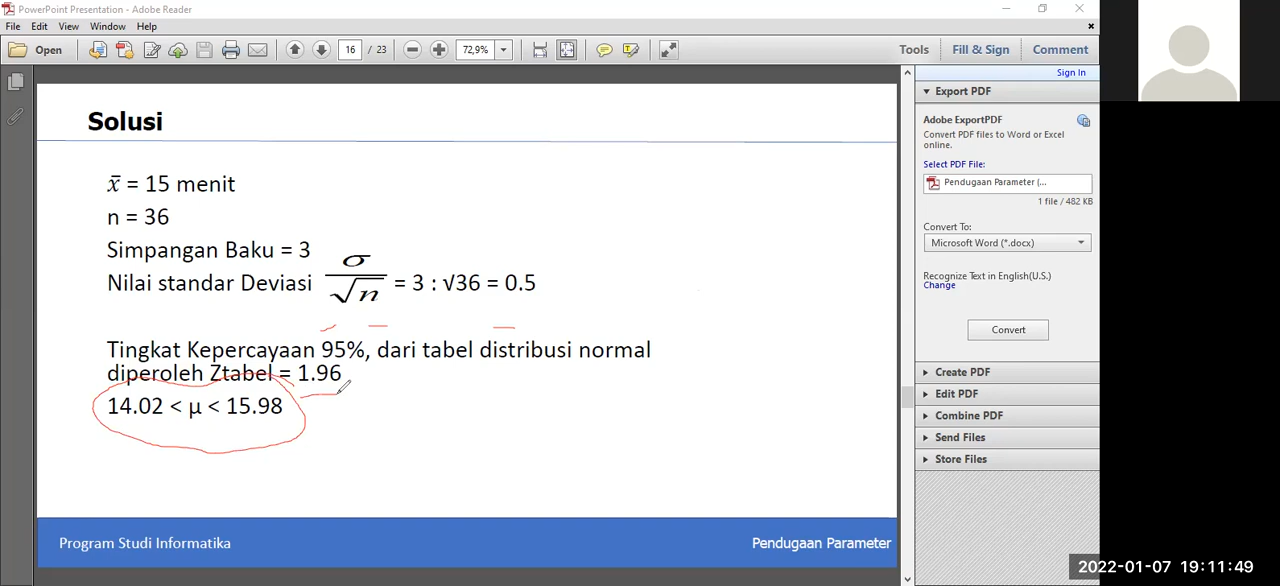 PowerPoint Presentation - Adobe Reader
File Edit View Window Help
Open 16 / 23 72,9% Tools Fill & Sign Comment
Sign In
Solusi
x̄ = 15 menit
n = 36
Simpangan Baku = 3
Nilai standar Deviasi σ/√n = 3 : √36 = 0.5
Tingkat Kepercayaan 95%, dari tabel distribusi normal
diperoleh Ztabel = 1.96
14.02 < μ < 15.98
Program Studi Informatika
Pendugaan Parameter
Export PDF
Adobe ExportPDF
Convert PDF files to Word or Excel
online.
Select PDF File:
Pendugaan Parameter (...
1 file / 482 KB
Convert To:
Microsoft Word (*.docx)
Recognize Text in English(U.S.)
Change
Convert
Create PDF
Edit PDF
Combine PDF
Send Files
Store Files
2022-01-07 19:11:49